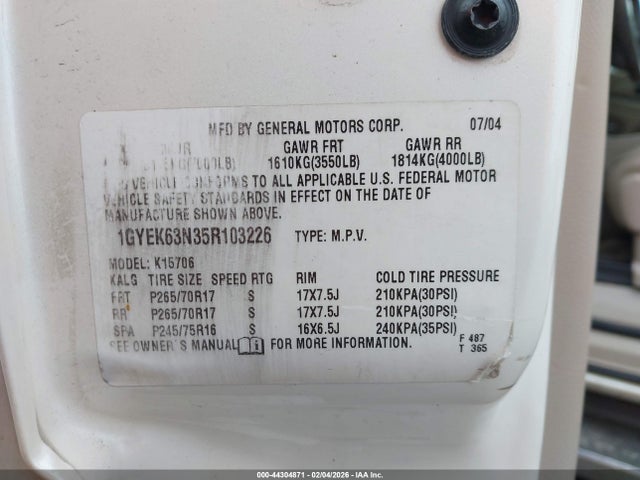 MFD BY GENERAL MOTORS CORP. 07/04
GAWR FRT GAWR RR
1610KG(3550LB) 1814KG(4000LB)
TO ALL APPLICABLE U.S. FEDERAL MOTOR
VEHICLE SAFETY STANDARDS IN EFFECT ON THE DATE OF
MANUFACTURE SHOWN ABOVE.
1GYEK63N35R103226 TYPE: M.P.V.
MODEL: K15706
KALG TIRE SIZE SPEED RTG RIM COLD TIRE PRESSURE
FRT P265/70R17 S 17X7.5J 210KPA(30PSI)
RR P265/70R17 S 17X7.5J 210KPA(30PSI)
SPA P245/75R16 S 16X6.5J 240KPA(35PSI)
SEE OWNER'S MANUAL FOR MORE INFORMATION.
F 487
T 365
000-44304871 - 02/04/2026 - IAA Inc.